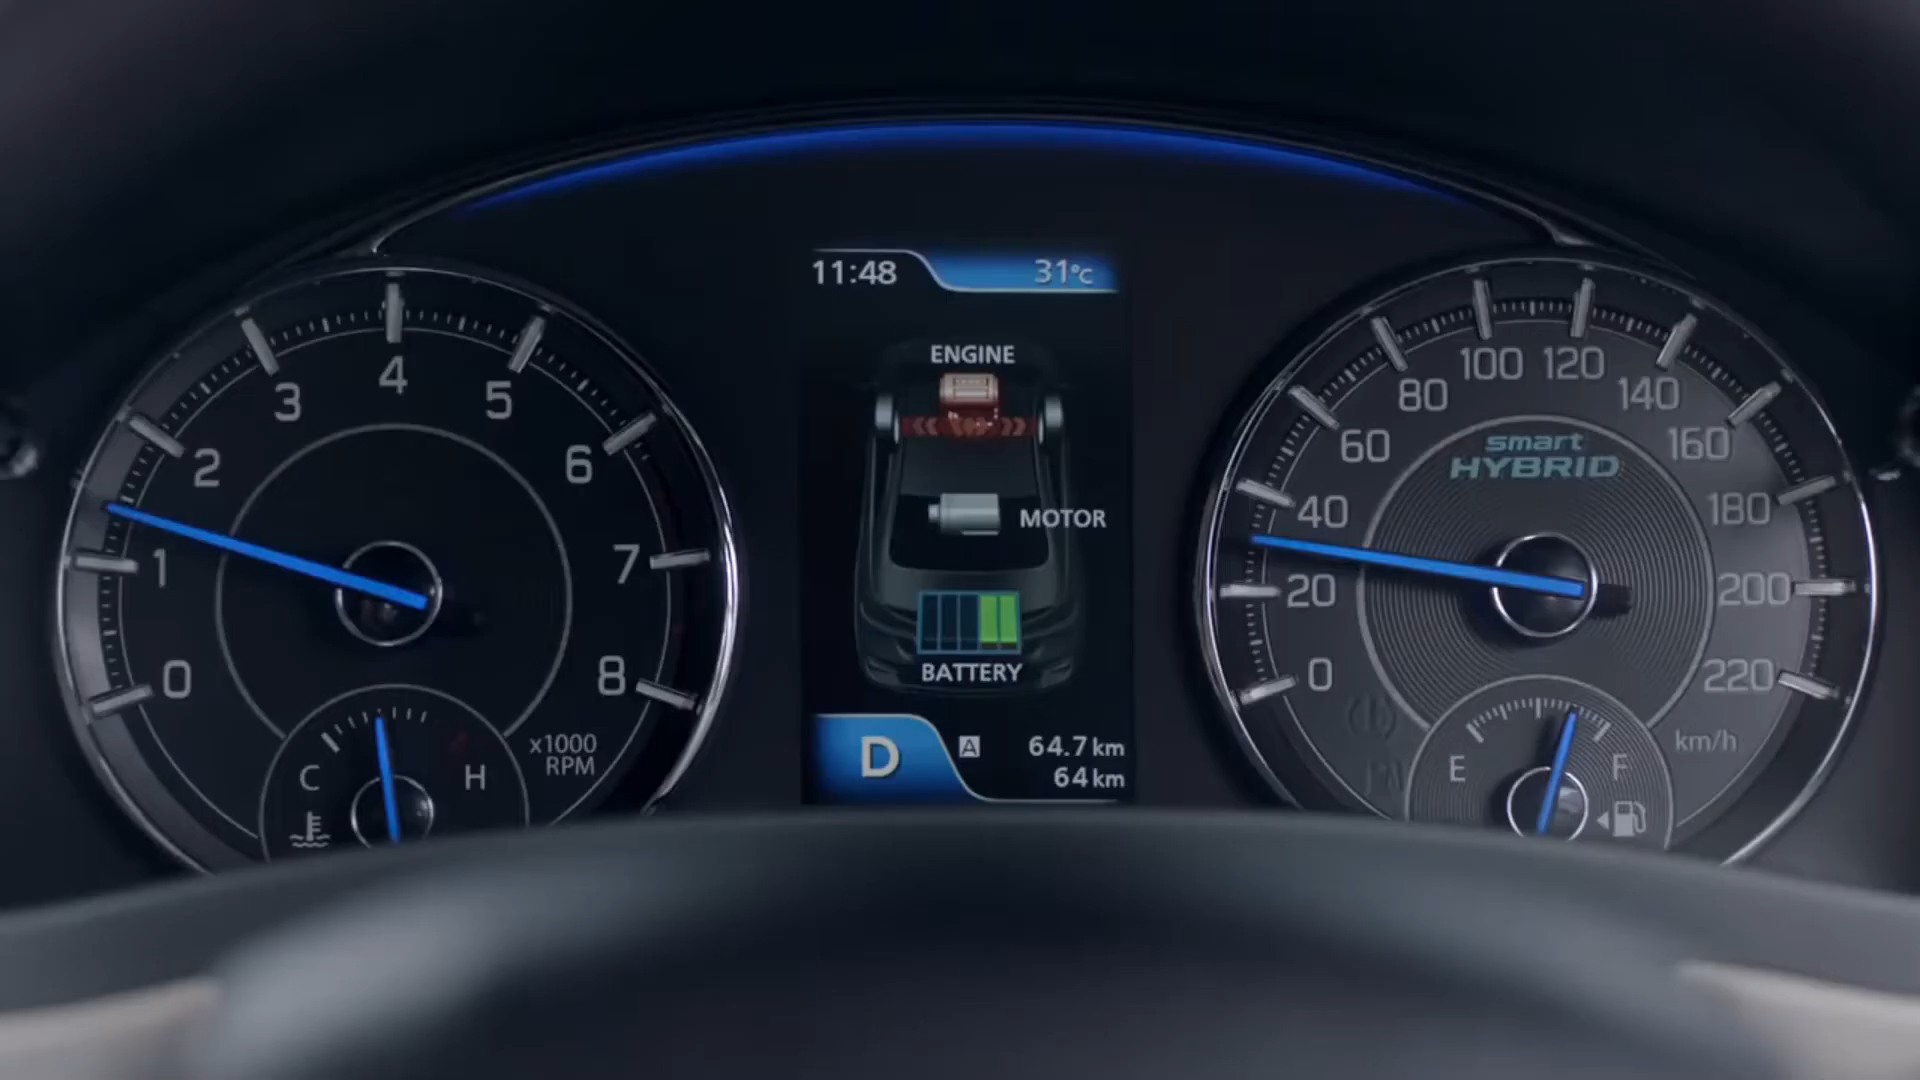 0
1
2
3
4
5
6
7
8
x1000
RPM
C
H
11:48
31°C
ENGINE
MOTOR
BATTERY
D
A
64.7 km
64 km
0
20
40
60
80
100
120
140
160
180
200
220
km/h
smart
HYBRID
E
F